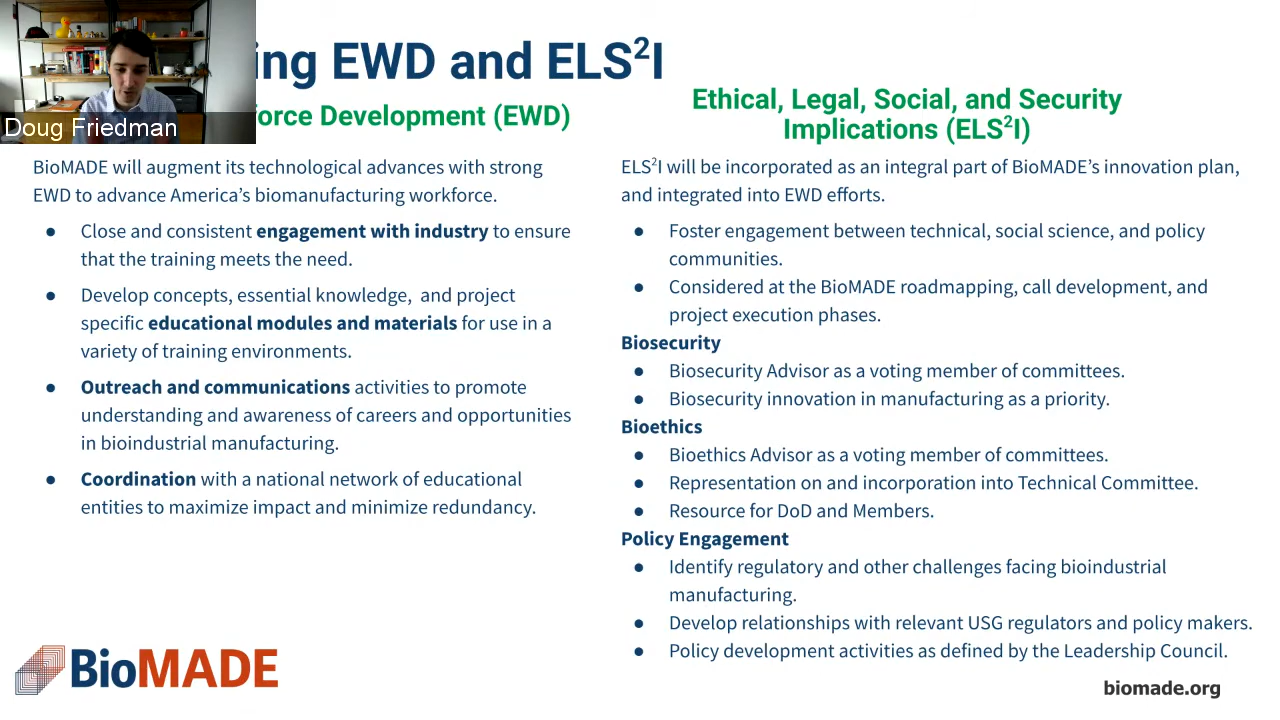 ing EWD and ELS²I
Doug Friedman
force Development (EWD)
BioMADE will augment its technological advances with strong
EWD to advance America's biomanufacturing workforce.
● Close and consistent engagement with industry to ensure
that the training meets the need.
● Develop concepts, essential knowledge, and project
specific educational modules and materials for use in a
variety of training environments.
● Outreach and communications activities to promote
understanding and awareness of careers and opportunities
in bioindustrial manufacturing.
● Coordination with a national network of educational
entities to maximize impact and minimize redundancy.
Ethical, Legal, Social, and Security
Implications (ELS²I)
ELS²I will be incorporated as an integral part of BioMADE's innovation plan,
and integrated into EWD efforts.
● Foster engagement between technical, social science, and policy
communities.
● Considered at the BioMADE roadmapping, call development, and
project execution phases.
Biosecurity
● Biosecurity Advisor as a voting member of committees.
● Biosecurity innovation in manufacturing as a priority.
Bioethics
● Bioethics Advisor as a voting member of committees.
● Representation on and incorporation into Technical Committee.
● Resource for DoD and Members.
Policy Engagement
● Identify regulatory and other challenges facing bioindustrial
manufacturing.
● Develop relationships with relevant USG regulators and policy makers.
● Policy development activities as defined by the Leadership Council.
BioMADE
biomade.org